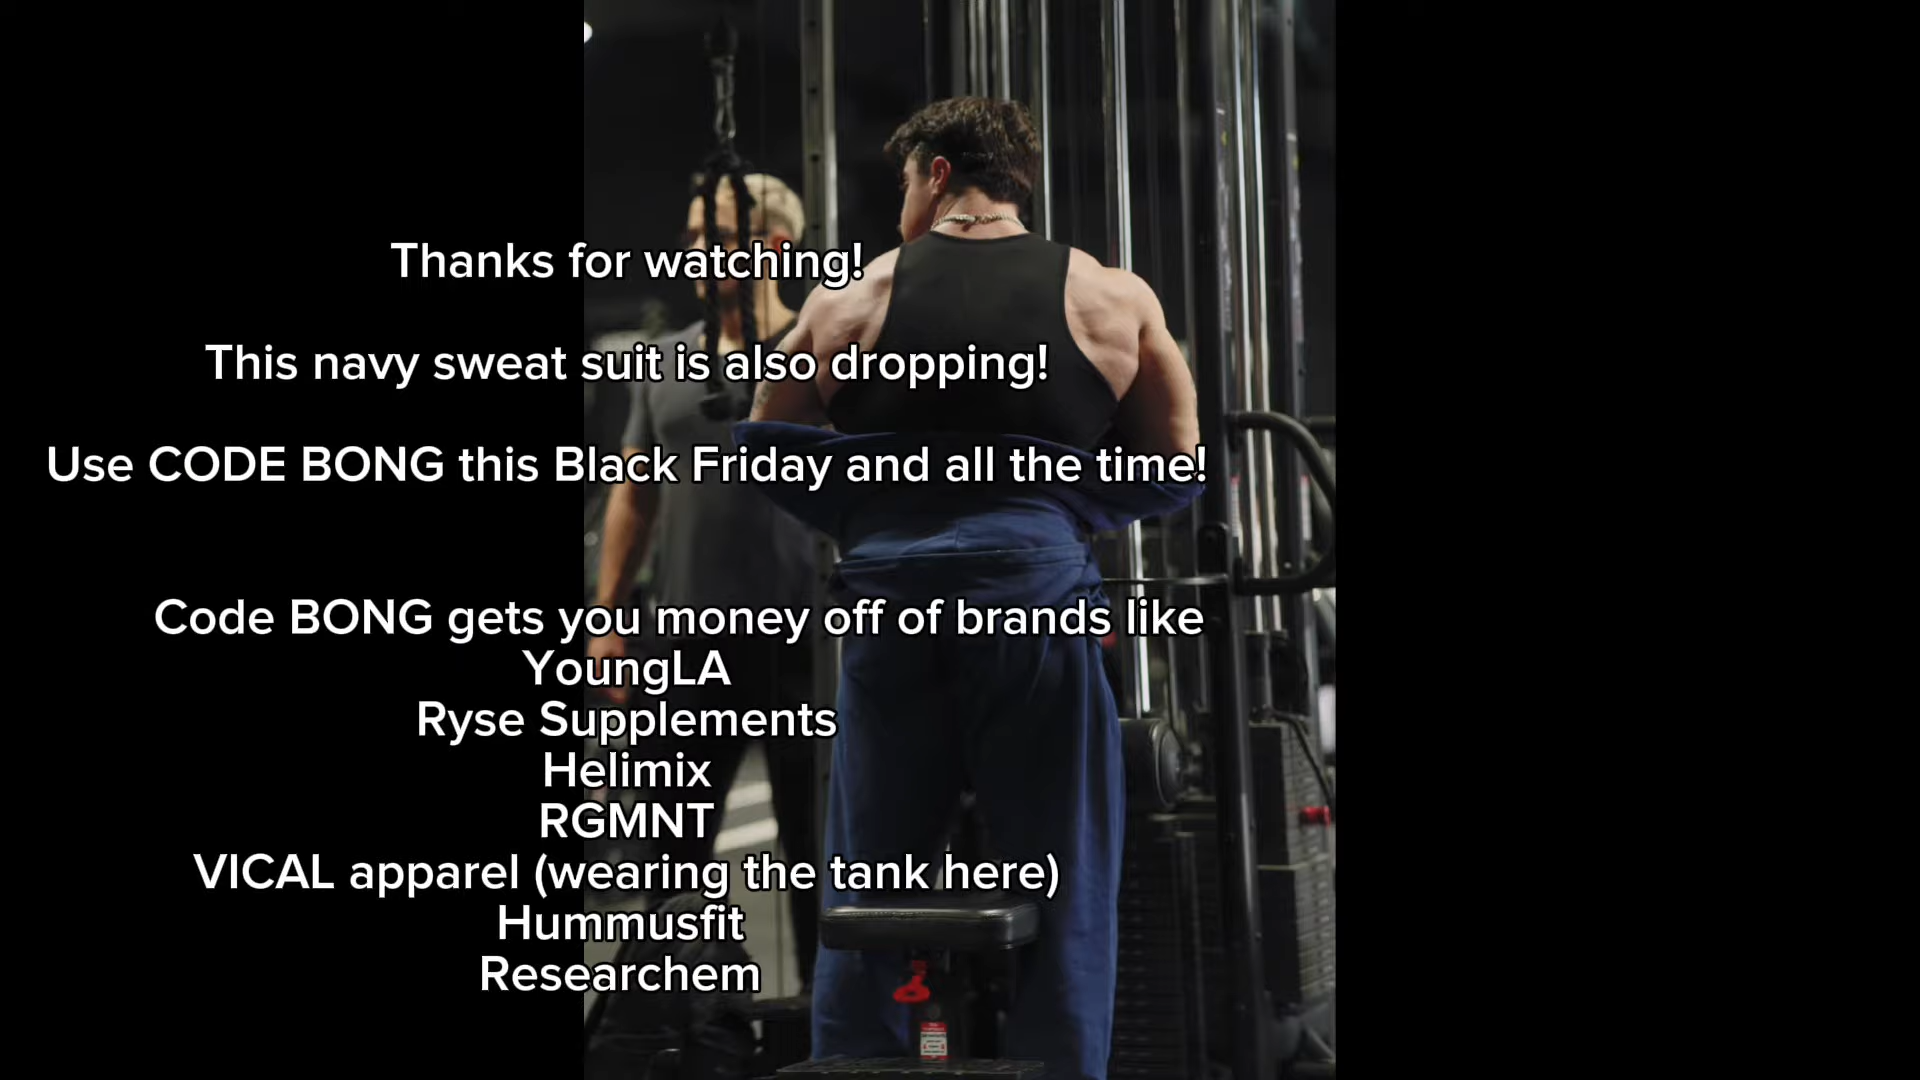 Thanks for watching!
This navy sweat suit is also dropping!
Use CODE BONG this Black Friday and all the time!
Code BONG gets you money off of brands like
YoungLA
Ryse Supplements
Helimix
RGMNT
VICAL apparel (wearing the tank here)
Hummusfit
Researchem